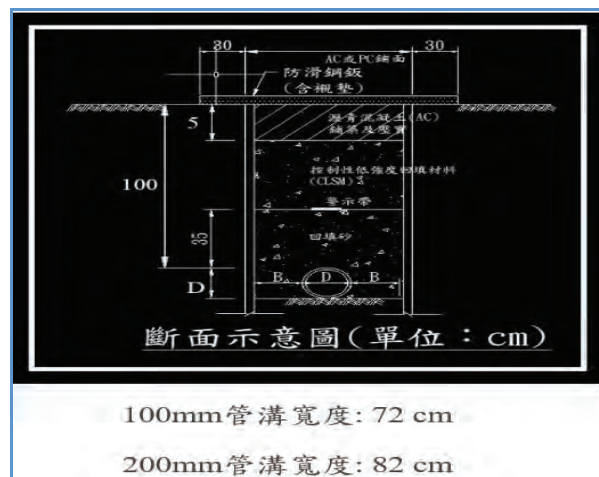 30 30
AC或PC鋪面
防滑鋼鈑
(含襯墊)
5
瀝青混凝土(AC)
鋪築及壓實
控制性低強度回填材料
(CLSM)
100
警示帶
35
回填砂
B D B
D
斷面示意圖(單位：cm)
100mm管溝寬度: 72 cm
200mm管溝寬度: 82 cm